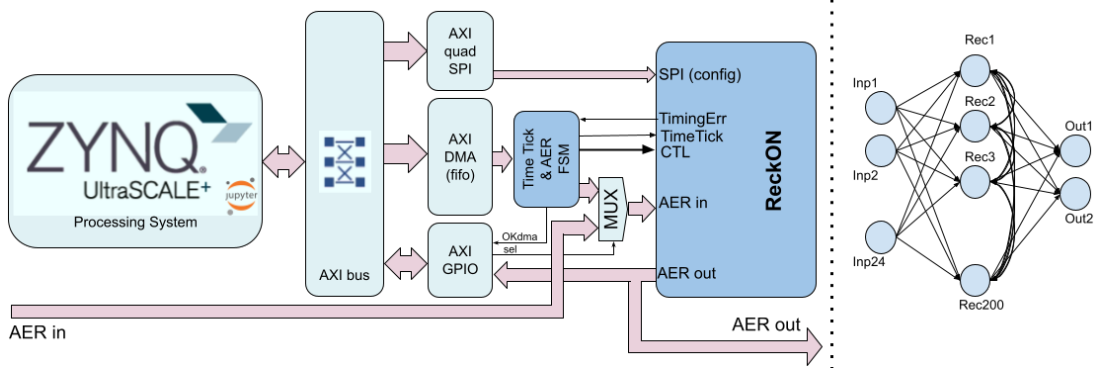 ZYNQ.
UltraSCALE+
jupyter
Processing System
AXI bus
AXI
quad
SPI
AXI
DMA
(fifo)
AXI
GPIO
Time Tick
& AER
FSM
OKdma
sel
MUX
SPI (config)
TimingErr
TimeTick
CTL
AER in
AER out
ReckON
AER in
AER out
Inp1
Inp2
Inp24
Rec1
Rec2
Rec3
Rec200
Out1
Out2